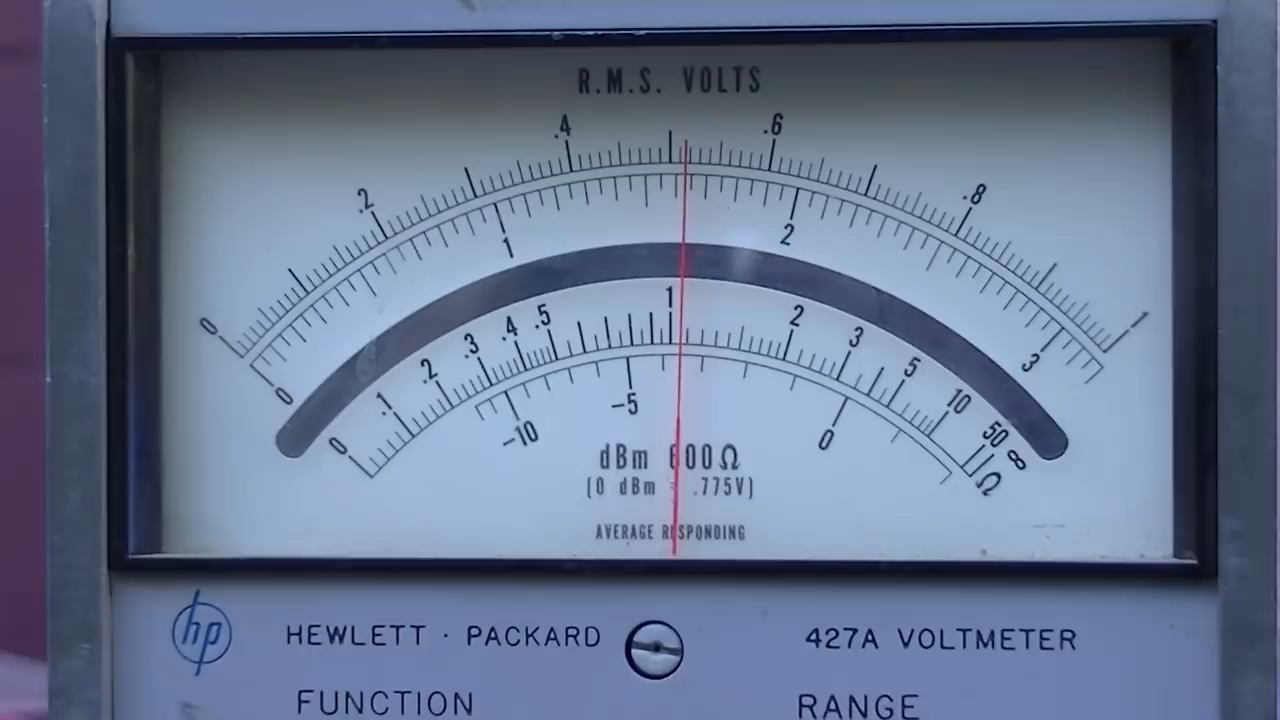 R.M.S. VOLTS
0 .2 .4 .6 .8 1
0 1 2 3
0 .1 .2 .3 .4 .5 1 2 3 5 10 50 ∞ Ω
-10 -5 0
dBm 600Ω
(0 dBm = .775V)
AVERAGE RESPONDING
hp HEWLETT · PACKARD 427A VOLTMETER
FUNCTION RANGE